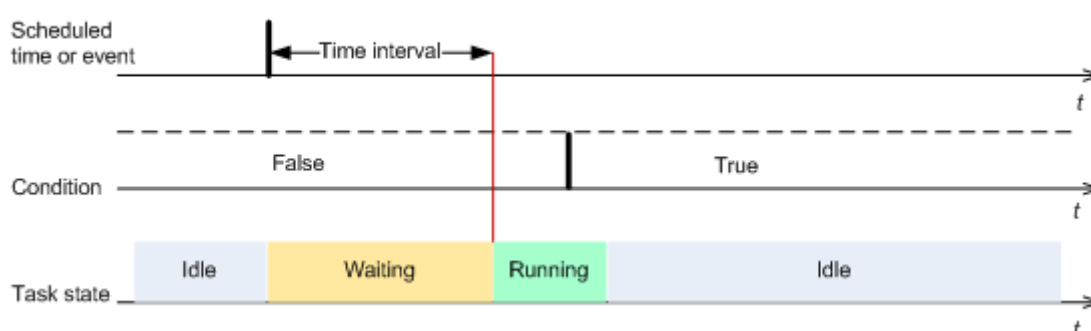 Scheduled
time or event
Time interval
t
False
True
Condition
t
Idle
Waiting
Running
Idle
Task state
t